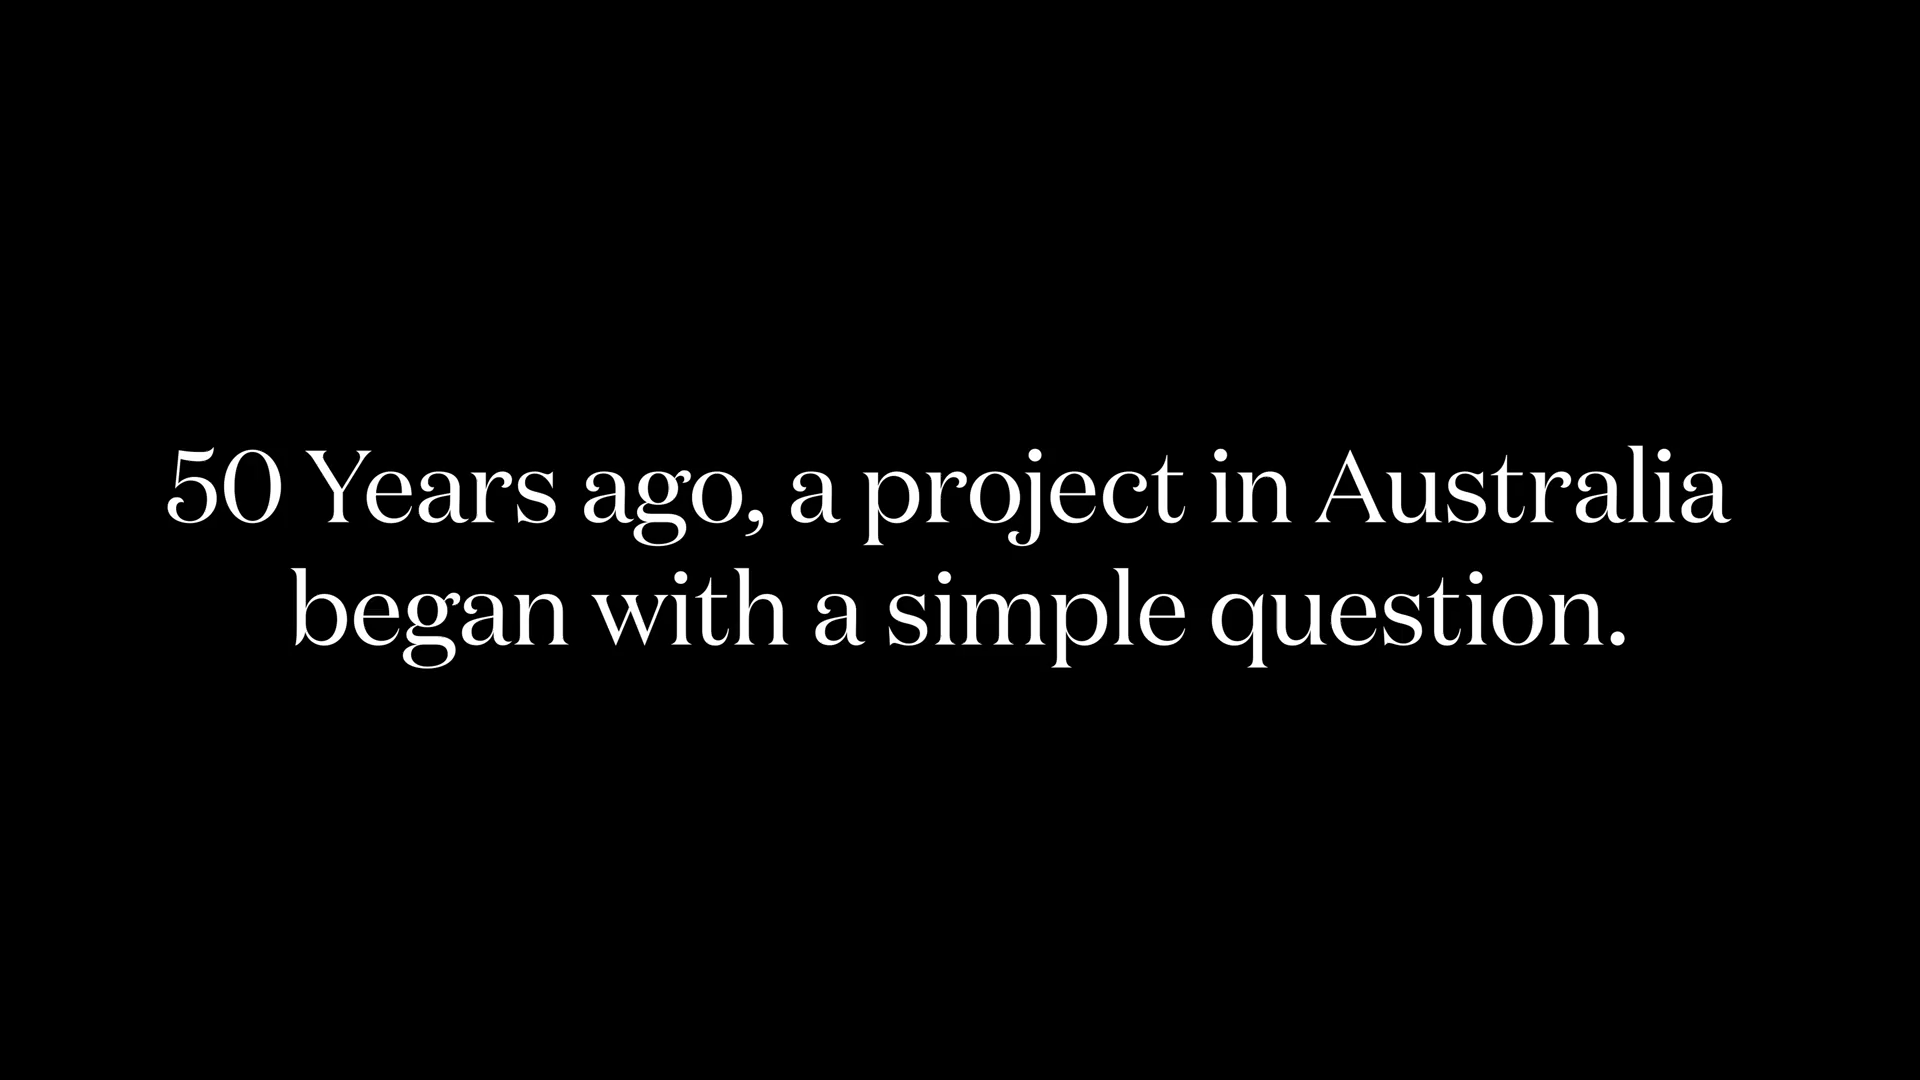 50 Years ago, a project in Australia
began with a simple question.